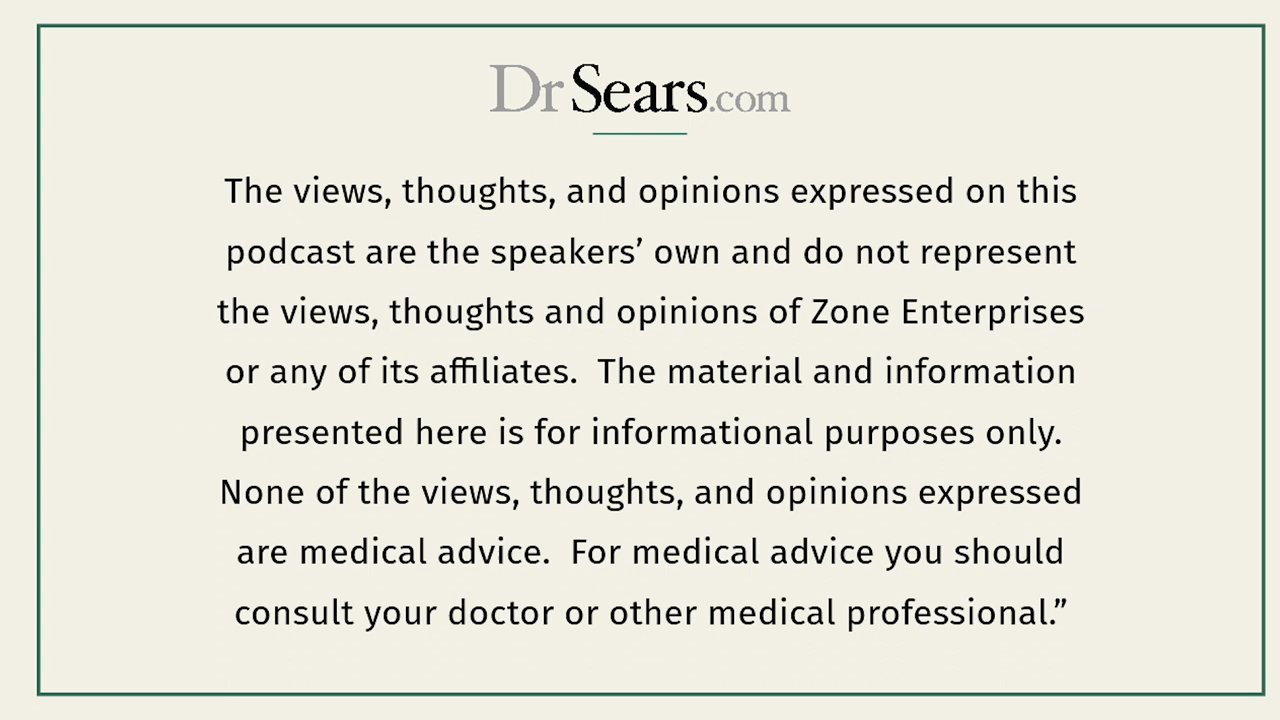 DrSears.com
The views, thoughts, and opinions expressed on this
podcast are the speakers’ own and do not represent
the views, thoughts and opinions of Zone Enterprises
or any of its affiliates.  The material and information
presented here is for informational purposes only.
None of the views, thoughts, and opinions expressed
are medical advice.  For medical advice you should
consult your doctor or other medical professional.”